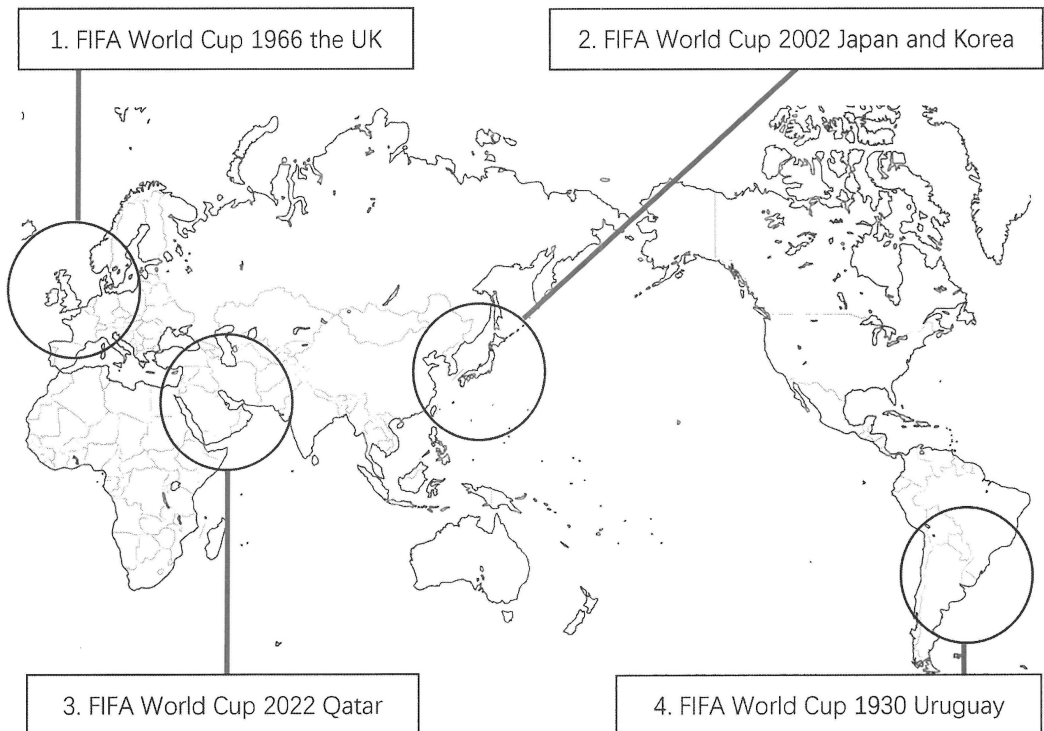 1. FIFA World Cup 1966 the UK
2. FIFA World Cup 2002 Japan and Korea
3. FIFA World Cup 2022 Qatar
4. FIFA World Cup 1930 Uruguay